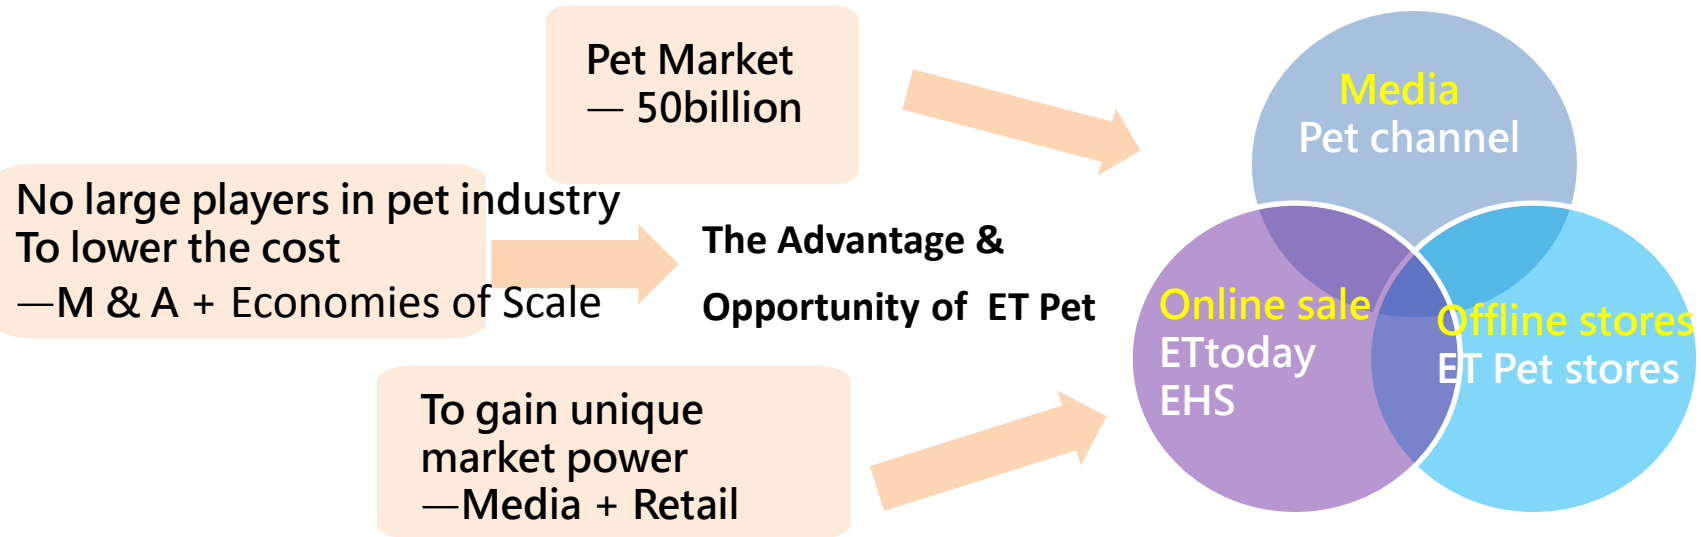 Pet Market
— 50billion
No large players in pet industry
To lower the cost
—M & A + Economies of Scale
The Advantage &
Opportunity of ET Pet
To gain unique
market power
—Media + Retail
Media
Pet channel
Online sale
ETtoday
EHS
Offline stores
ET Pet stores